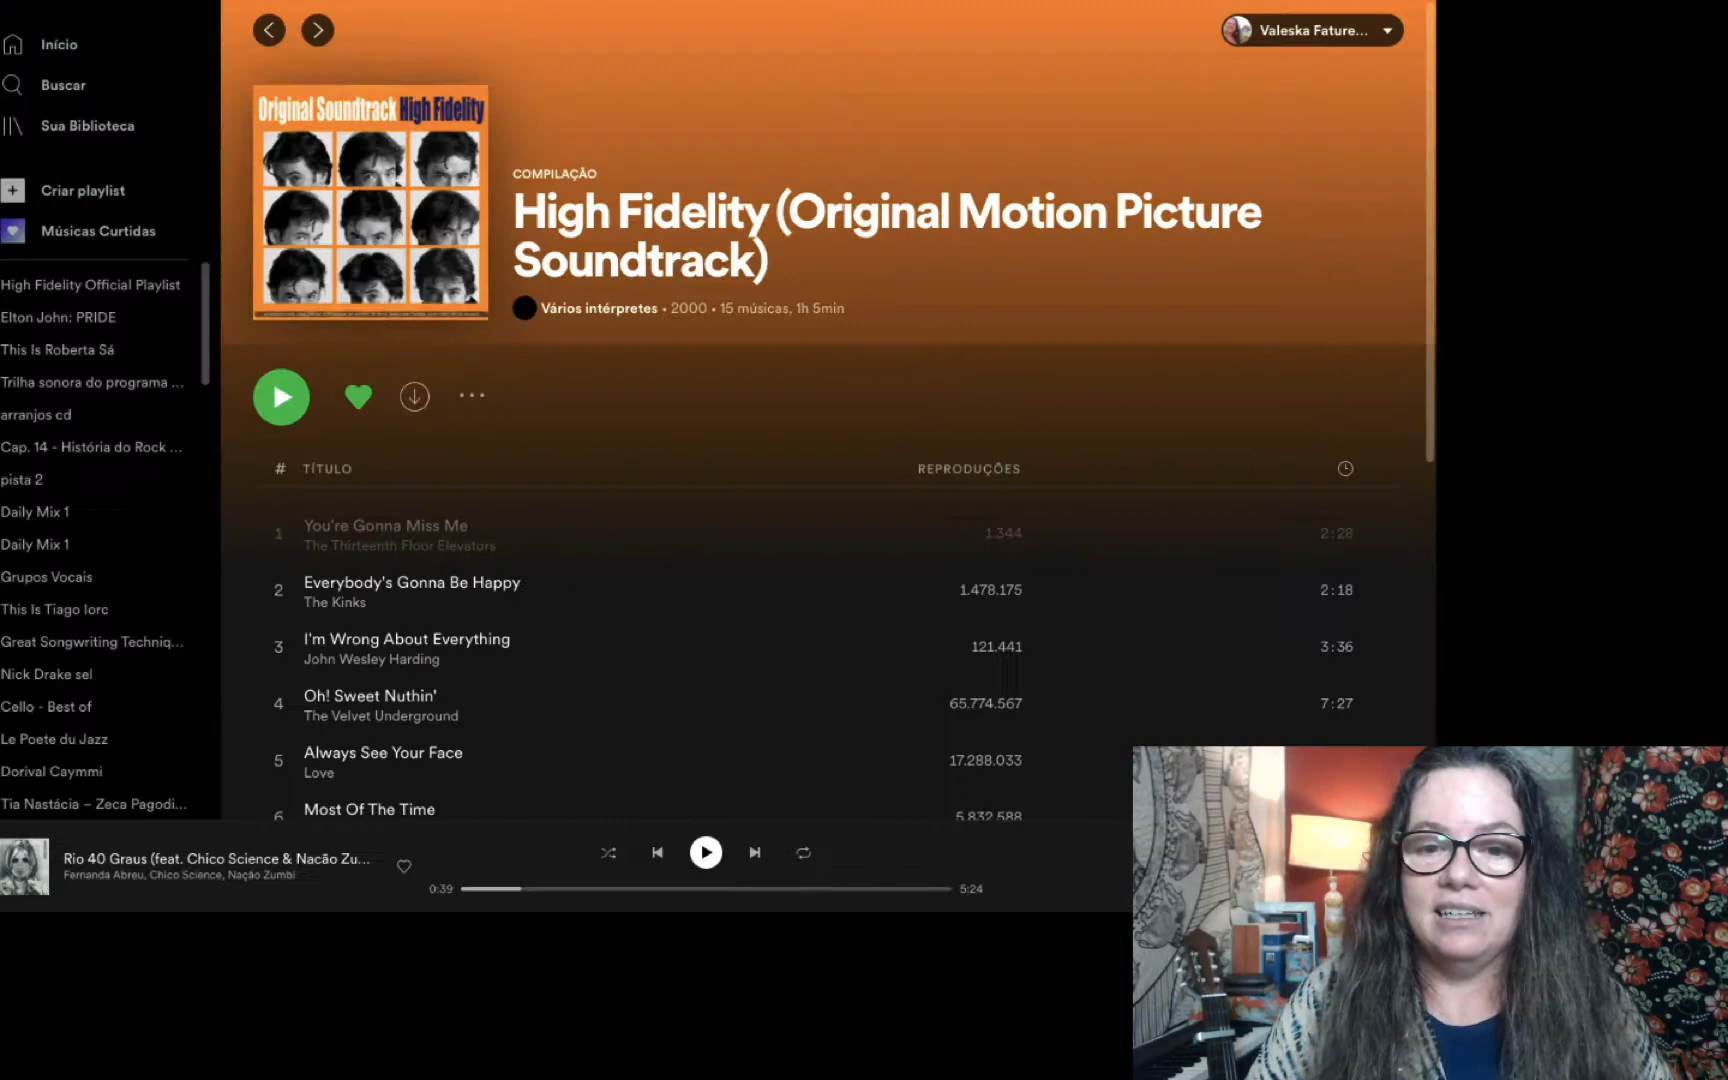 Início
Buscar
Sua Biblioteca
Criar playlist
Músicas Curtidas
High Fidelity Official Playlist
Elton John: PRIDE
This Is Roberta Sá
Trilha sonora do programa ...
arranjos cd
Cap. 14 - História do Rock ...
pista 2
Daily Mix 1
Daily Mix 1
Grupos Vocais
This Is Tiago Iorc
Great Songwriting Techniq...
Nick Drake sel
Cello - Best of
Le Poete du Jazz
Dorival Caymmi
Tia Nastácia – Zeca Pagodi...
Valeska Fature...
Original Soundtrack High Fidelity
COMPILAÇÃO
High Fidelity (Original Motion Picture
Soundtrack)
Vários intérpretes • 2000 • 15 músicas, 1h 5min
# TÍTULO REPRODUÇÕES
1 You're Gonna Miss Me 1.344 2:28
The Thirteenth Floor Elevators
2 Everybody's Gonna Be Happy 1.478.175 2:18
The Kinks
3 I'm Wrong About Everything 121.441 3:36
John Wesley Harding
4 Oh! Sweet Nuthin' 65.774.567 7:27
The Velvet Underground
5 Always See Your Face 17.288.033
Love
6 Most Of The Time 5.832.588
Rio 40 Graus (feat. Chico Science & Nacão Zu...
Fernanda Abreu, Chico Science, Nação Zumbi
0:39 5:24